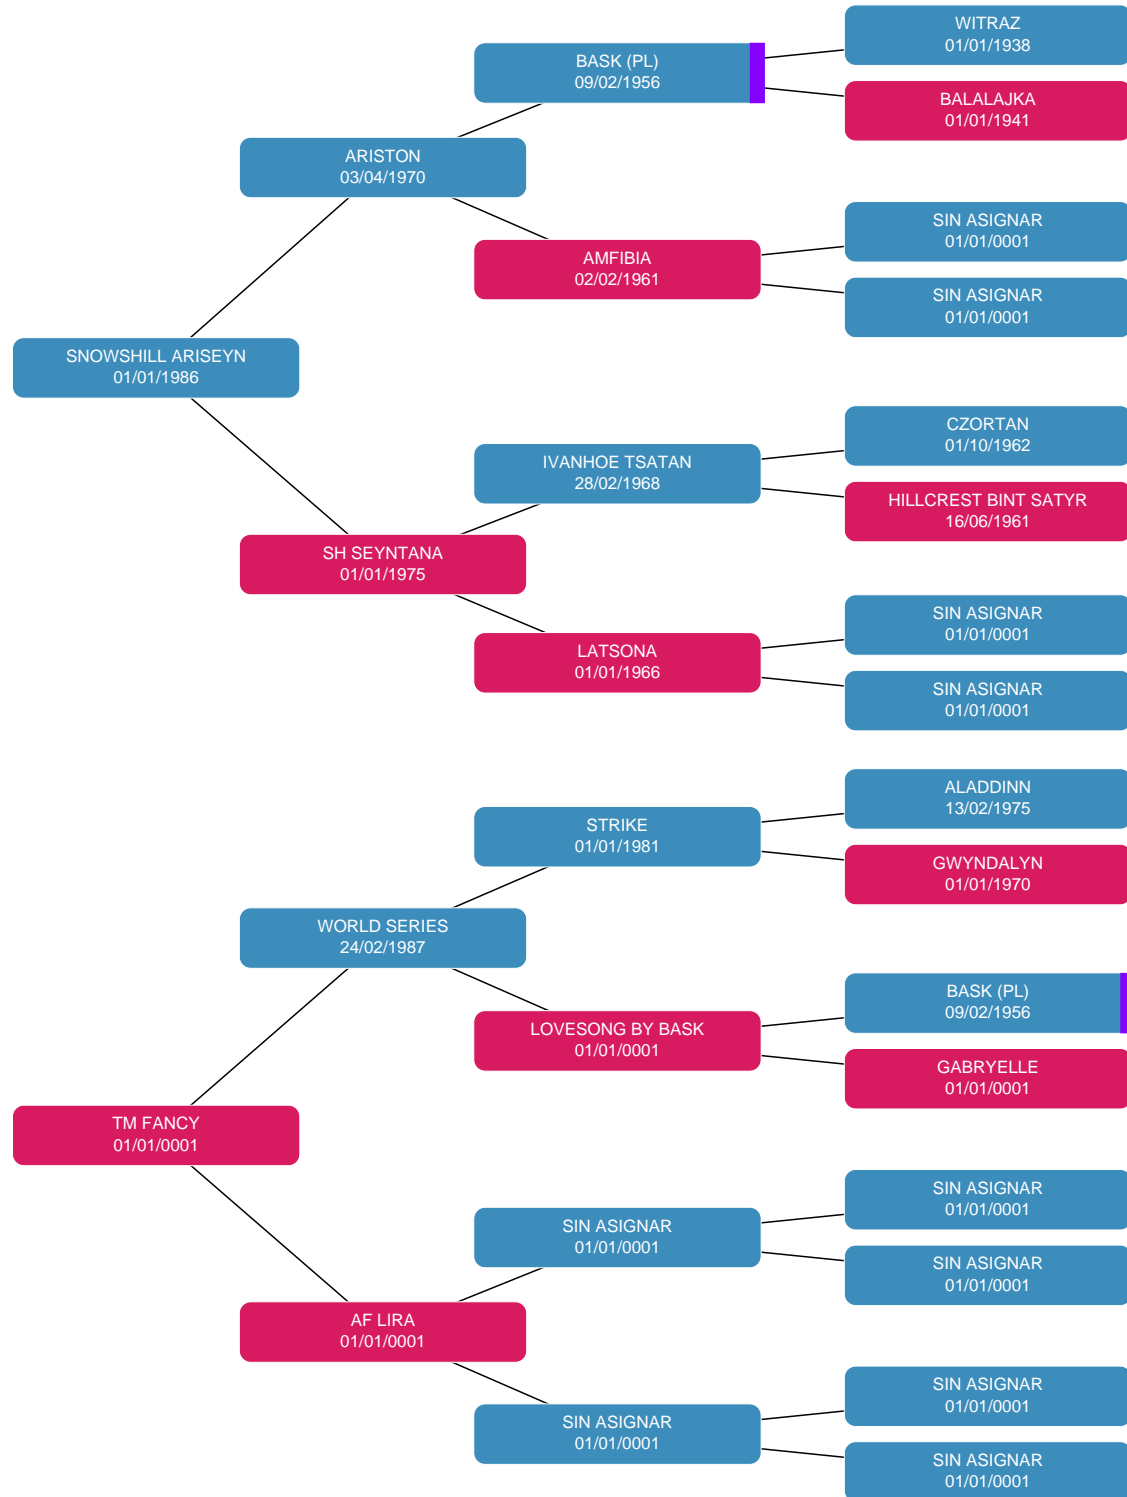 WITRAZ
01/01/1938
BASK (PL)
09/02/1956
BALALAJKA
01/01/1941
ARISTON
03/04/1970
SIN ASIGNAR
01/01/0001
AMFIBIA
02/02/1961
SIN ASIGNAR
01/01/0001
SNOWSHILL ARISEYN
01/01/1986
CZORTAN
01/10/1962
IVANHOE TSATAN
28/02/1968
HILLCREST BINT SATYR
16/06/1961
SH SEYNTANA
01/01/1975
SIN ASIGNAR
01/01/0001
LATSONA
01/01/1966
SIN ASIGNAR
01/01/0001
ALADDINN
13/02/1975
STRIKE
01/01/1981
GWYNDALYN
01/01/1970
WORLD SERIES
24/02/1987
BASK (PL)
09/02/1956
LOVESONG BY BASK
01/01/0001
GABRYELLE
01/01/0001
TM FANCY
01/01/0001
SIN ASIGNAR
01/01/0001
SIN ASIGNAR
01/01/0001
SIN ASIGNAR
01/01/0001
AF LIRA
01/01/0001
SIN ASIGNAR
01/01/0001
SIN ASIGNAR
01/01/0001
SIN ASIGNAR
01/01/0001